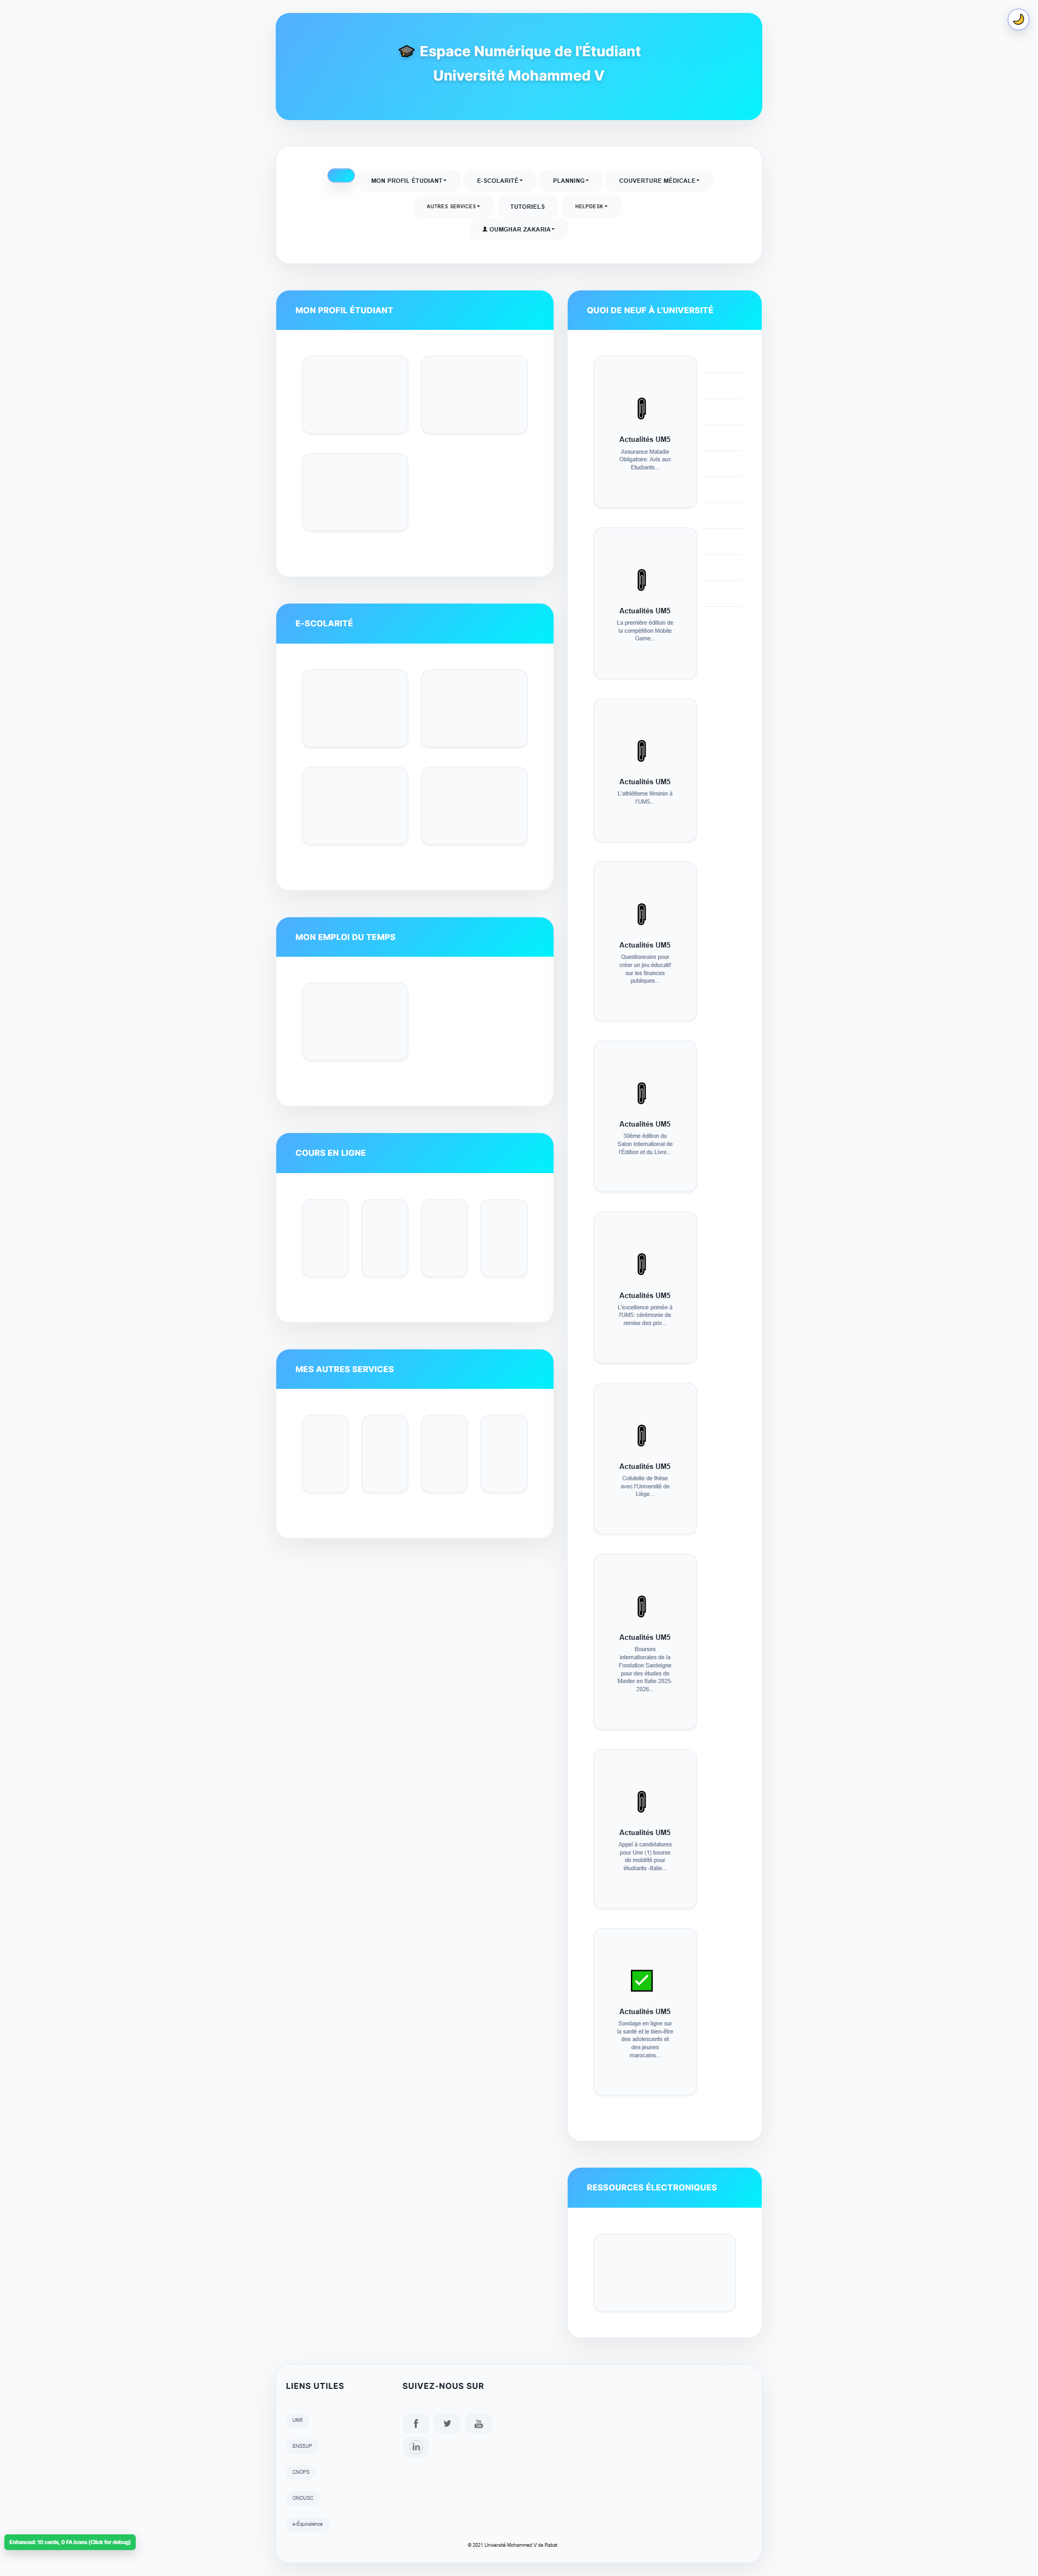 Espace Numérique de l'Étudiant
Université Mohammed V
MON PROFIL ÉTUDIANT
E-SCOLARITÉ
PLANNING
COUVERTURE MÉDICALE
AUTRES SERVICES
TUTORIELS
HELPDESK
OUMGHAR ZAKARIA
MON PROFIL ÉTUDIANT
E-SCOLARITÉ
MON EMPLOI DU TEMPS
COURS EN LIGNE
MES AUTRES SERVICES
QUOI DE NEUF À L'UNIVERSITÉ
Actualités UM5
Assurance Maladie
Obligatoire: Avis aux
Etudiants...
Actualités UM5
La première édition de
la compétition Mobile
Game...
Actualités UM5
L'athlétisme féminin à
l'UM5...
Actualités UM5
Questionnaire pour
créer un jeu éducatif
sur les finances
publiques...
Actualités UM5
30ème édition du
Salon International de
l'Édition et du Livre...
Actualités UM5
L'excellence primée à
l'UM5: cérémonie de
remise des prix...
Actualités UM5
Cotutelle de thèse
avec l'Université de
Liège...
Actualités UM5
Bourses
internationales de la
Fondation Sardeigne
pour des études de
Master en Italie 2025-
2026...
Actualités UM5
Appel à candidatures
pour Une (1) bourse
de mobilité pour
étudiants -Italie...
Actualités UM5
Sondage en ligne sur
la santé et le bien-être
des adolescents et
des jeunes
marocains...
RESSOURCES ÉLECTRONIQUES
LIENS UTILES
UM5
ENSSUP
CNOPS
ONOUSC
e-Équivalence
SUIVEZ-NOUS SUR
© 2021 Université Mohammed V de Rabat
Enhanced: 10 cards, 0 FA icons (Click for debug)